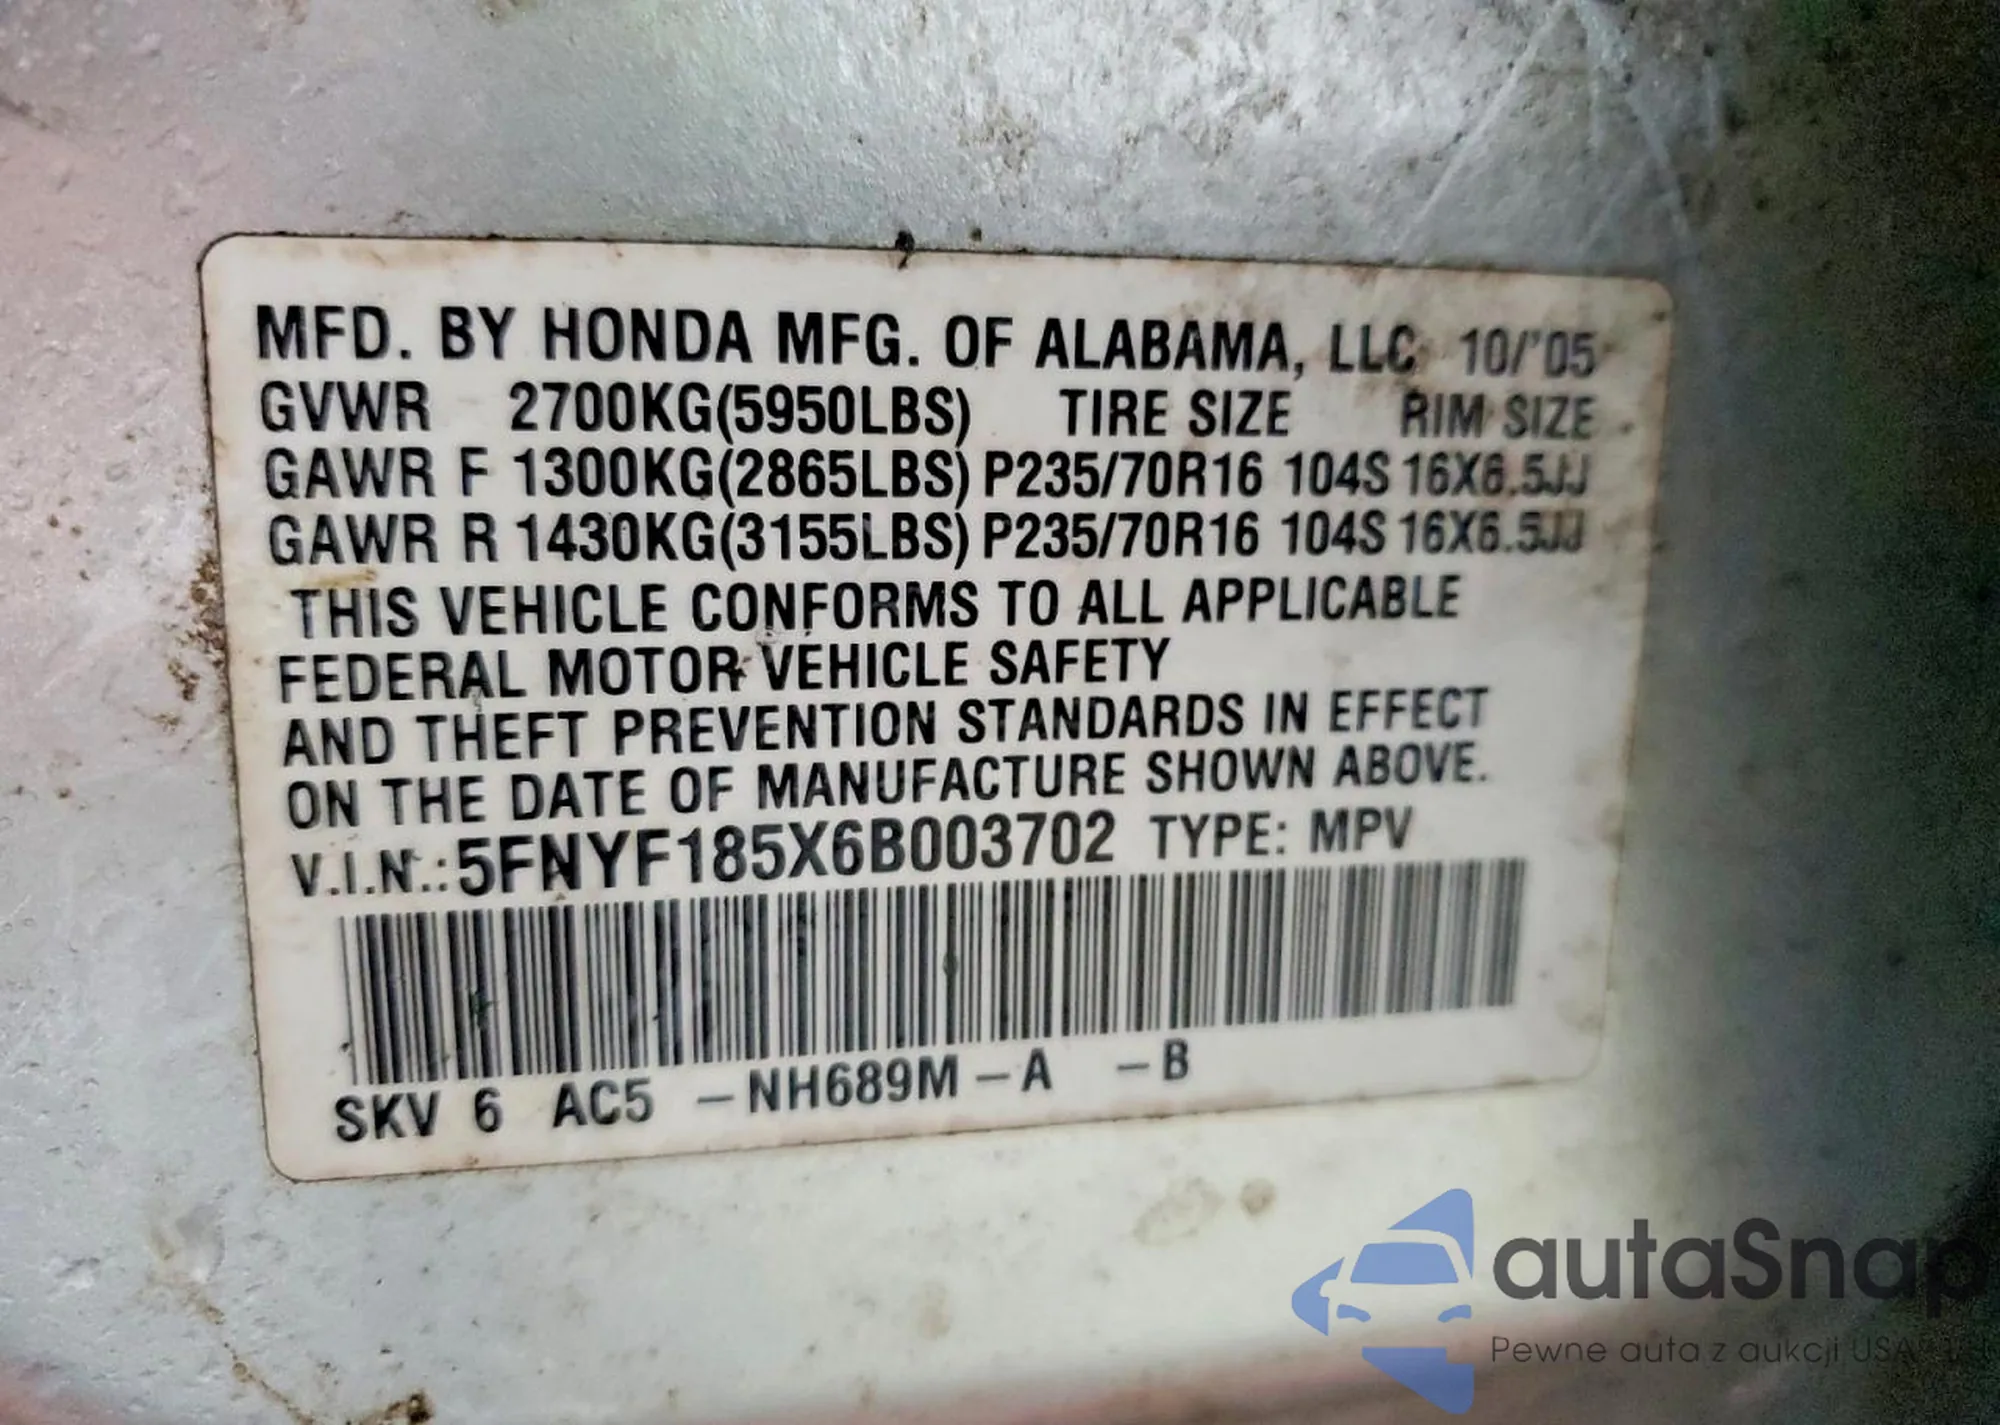 MFD. BY HONDA MFG. OF ALABAMA, LLC 10/'05
GVWR 2700KG(5950LBS) TIRE SIZE RIM SIZE
GAWR F 1300KG(2865LBS) P235/70R16 104S 16X6.5JJ
GAWR R 1430KG(3155LBS) P235/70R16 104S 16X6.5JJ
THIS VEHICLE CONFORMS TO ALL APPLICABLE
FEDERAL MOTOR VEHICLE SAFETY
AND THEFT PREVENTION STANDARDS IN EFFECT
ON THE DATE OF MANUFACTURE SHOWN ABOVE.
V.I.N.: 5FNYF185X6B003702 TYPE: MPV
SKV 6 AC5 -NH689M-A -B
autaSnap
Pewne auta z aukcji USA